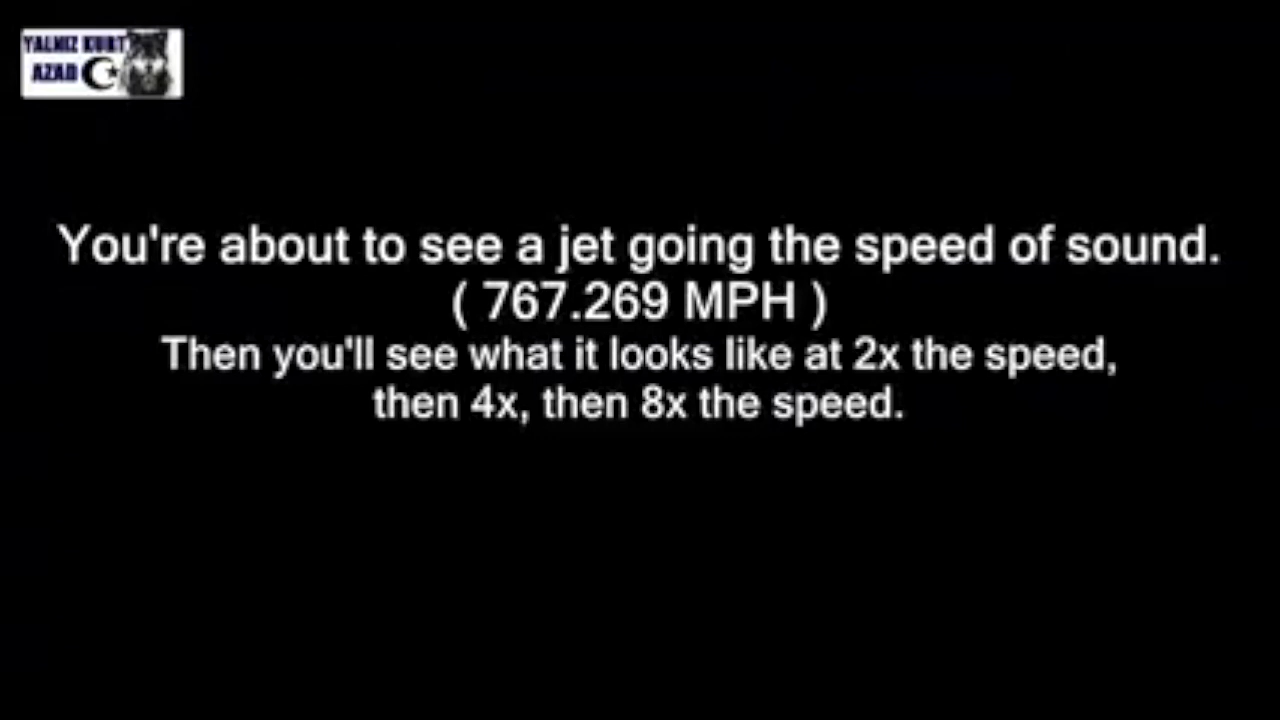 YALNIZ KURT
AZAD
You're about to see a jet going the speed of sound.
( 767.269 MPH )
Then you'll see what it looks like at 2x the speed,
then 4x, then 8x the speed.